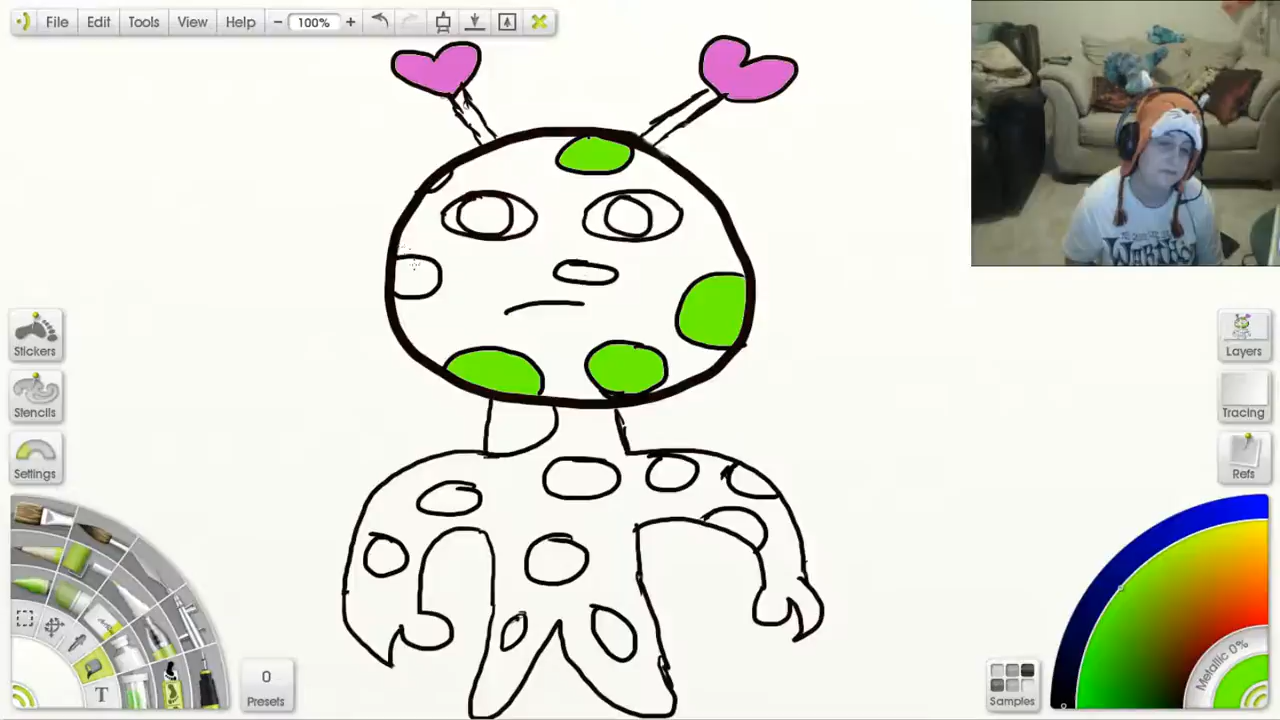 File Edit Tools View Help − 100% +
Stickers
Stencils
Settings
T
0
Presets
Layers
Tracing
Refs
Metallic 0%
Samples